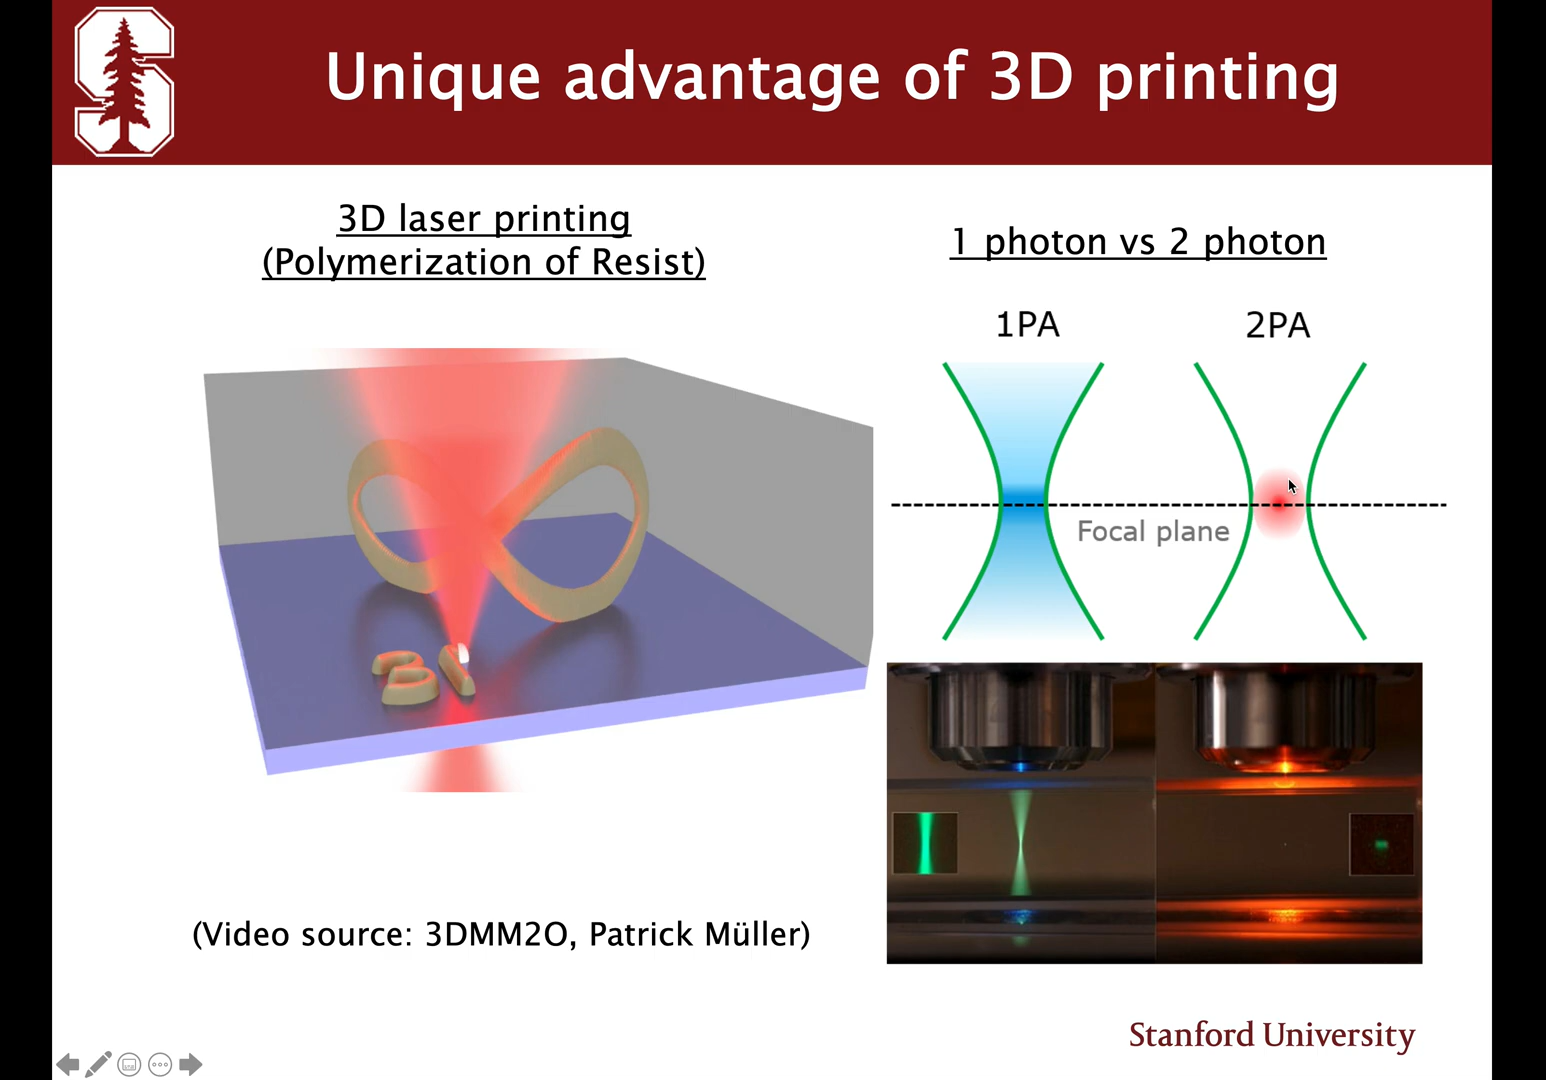 Unique advantage of 3D printing
3D laser printing
(Polymerization of Resist)
1 photon vs 2 photon
1PA
2PA
Focal plane
(Video source: 3DMM2O, Patrick Müller)
Stanford University